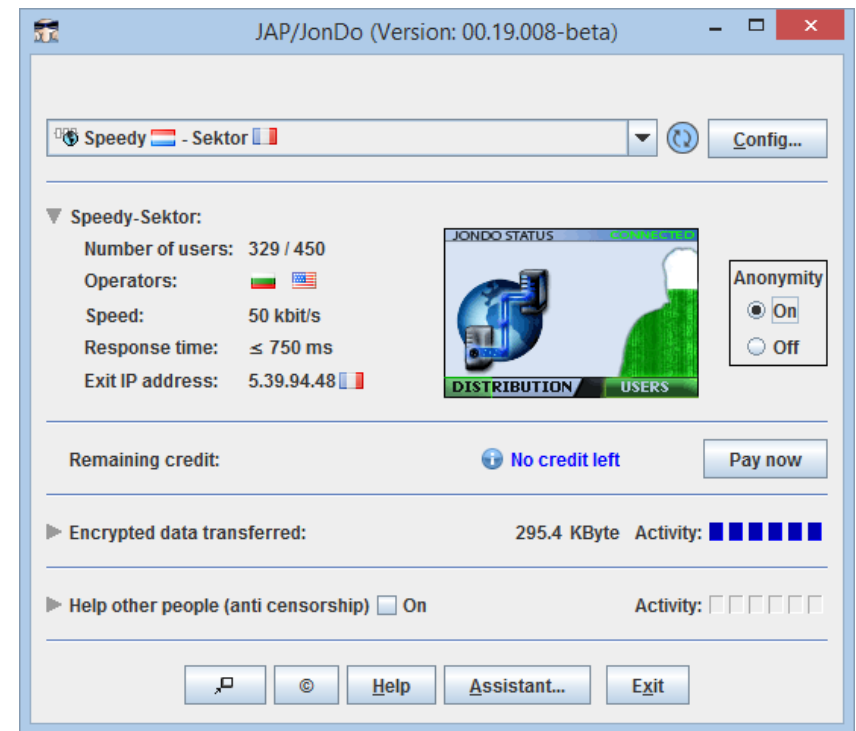 JAP/JonDo (Version: 00.19.008-beta)
Speedy - Sektor
Config...
Speedy-Sektor:
Number of users: 329 / 450
Operators:
Speed: 50 kbit/s
Response time: ≤ 750 ms
Exit IP address: 5.39.94.48
JONDO STATUS CONNECTED
DISTRIBUTION USERS
Anonymity
On
Off
Remaining credit: No credit left Pay now
Encrypted data transferred: 295.4 KByte Activity:
Help other people (anti censorship) On Activity:
© Help Assistant... Exit